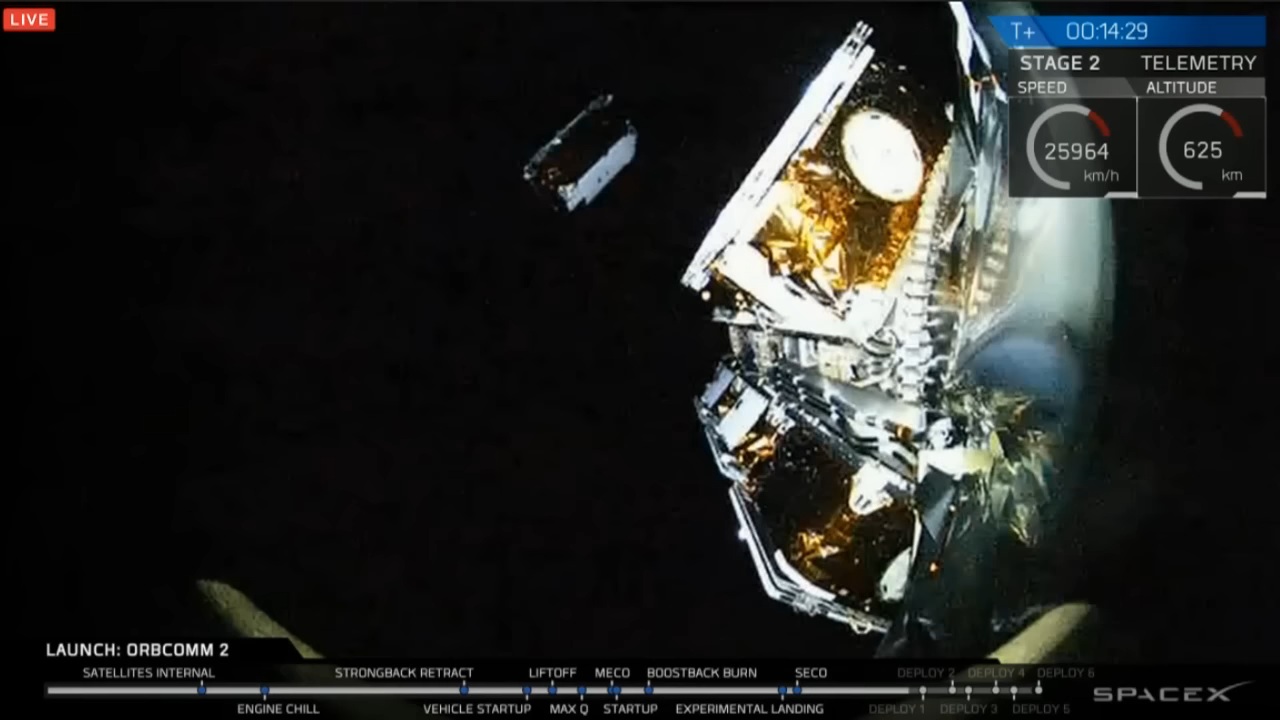 LIVE
T+ 00:14:29
STAGE 2 TELEMETRY
SPEED ALTITUDE
25964 625
km/h km
LAUNCH: ORBCOMM 2
SATELLITES INTERNAL STRONGBACK RETRACT LIFTOFF MECO BOOSTBACK BURN SECO DEPLOY 2 DEPLOY 4 DEPLOY 6
SPACEX
ENGINE CHILL VEHICLE STARTUP MAX Q STARTUP EXPERIMENTAL LANDING DEPLOY 1 DEPLOY 3 DEPLOY 5